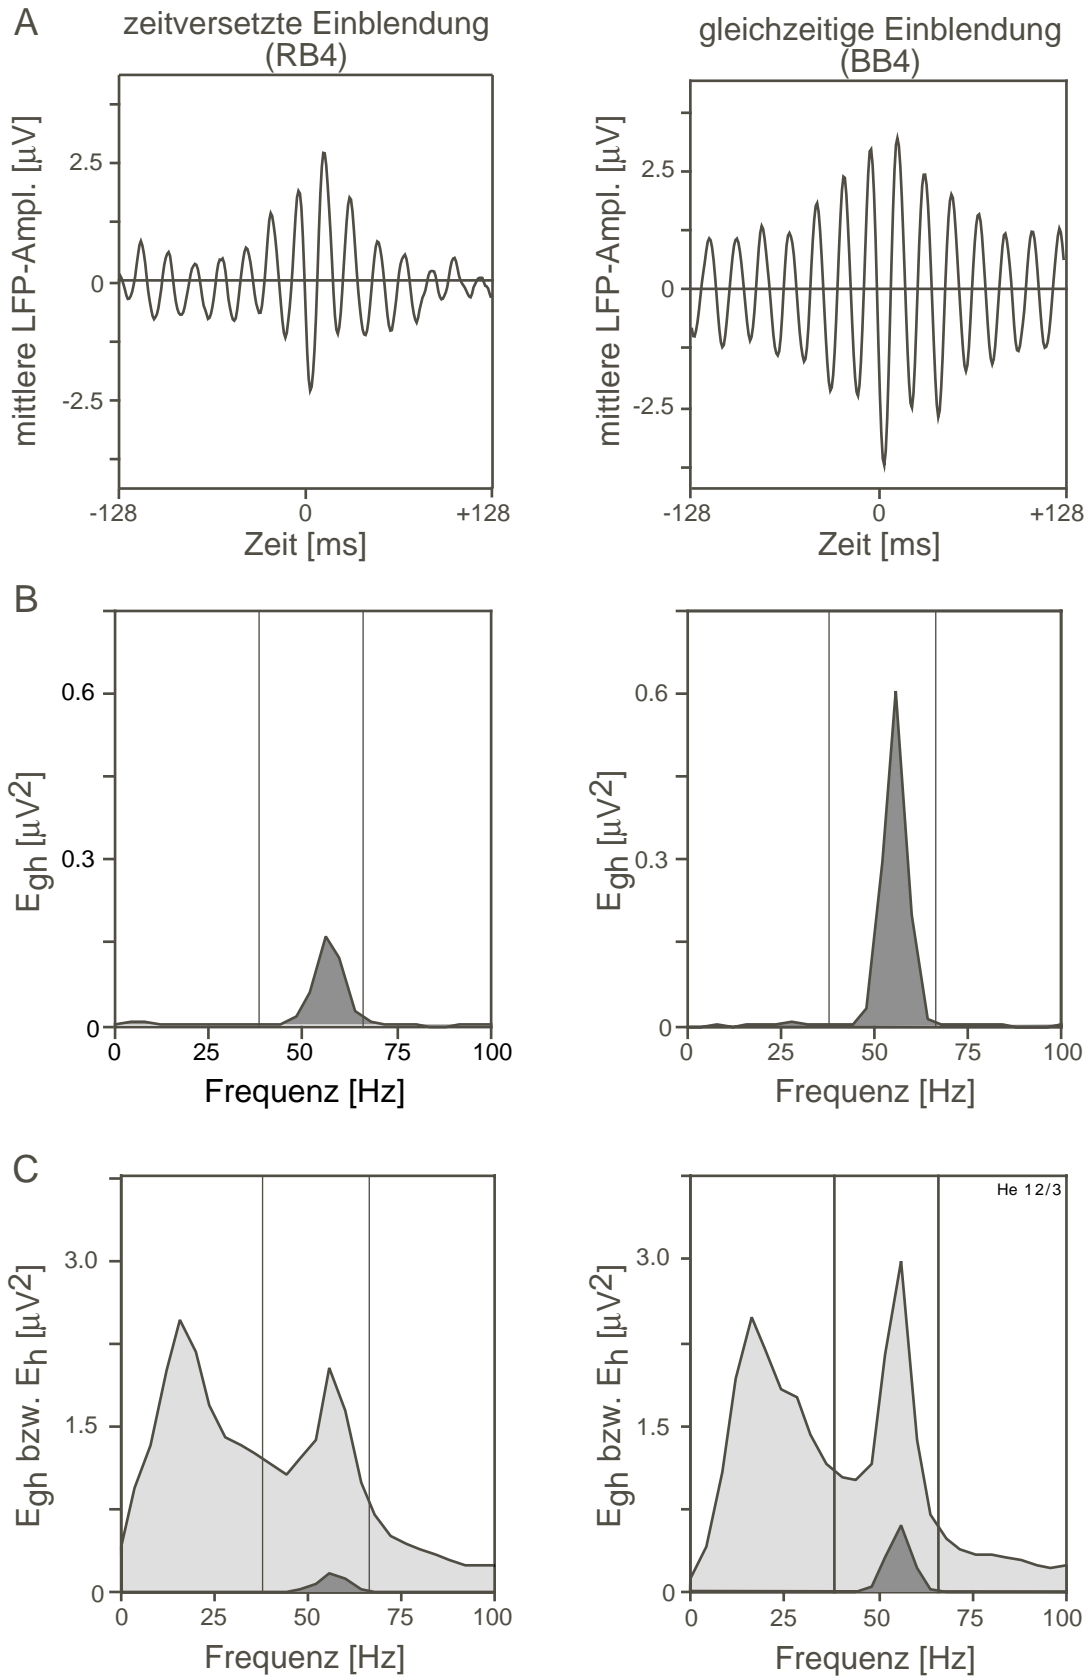 A
zeitversetzte Einblendung
(RB4)
gleichzeitige Einblendung
(BB4)
mittlere LFP-Ampl. [µV]
2.5
0
-2.5
-128
0
+128
Zeit [ms]
mittlere LFP-Ampl. [µV]
2.5
0
-2.5
-128
0
+128
Zeit [ms]
B
Egh [µV2]
0.6
0.3
0
0
25
50
75
100
Frequenz [Hz]
Egh [µV2]
0.6
0.3
0
0
25
50
75
100
Frequenz [Hz]
C
Egh bzw. Eh [µV2]
3.0
1.5
0
0
25
50
75
100
Frequenz [Hz]
He 12/3
Egh bzw. Eh [µV2]
3.0
1.5
0
0
25
50
75
100
Frequenz [Hz]